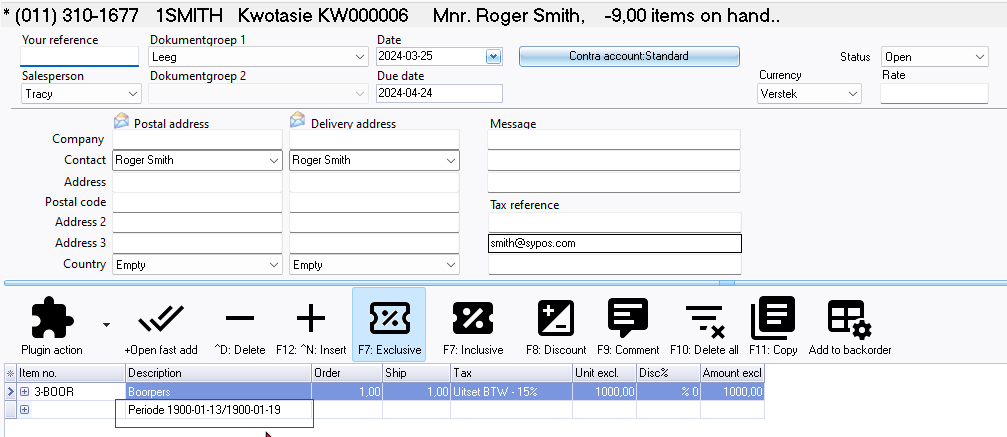 * (011) 310-1677 1SMITH Kwotasie KW000006 Mnr. Roger Smith, -9,00 items on hand..
Your reference Dokumentgroep 1 Date
Leeg 2024-03-25 Contra account:Standard Status Open
Salesperson Dokumentgroep 2 Due date Currency Rate
Tracy 2024-04-24 Verstek
Postal address Delivery address Message
Company
Contact Roger Smith Roger Smith
Address
Postal code Tax reference
Address 2
Address 3 smith@sypos.com
Country Empty Empty
Plugin action +Open fast add ^D: Delete F12: ^N: Insert F7: Exclusive F7: Inclusive F8: Discount F9: Comment F10: Delete all F11: Copy Add to backorder
Item no. Description Order Ship Tax Unit excl. Disc% Amount excl
3-BOOR Boorpers 1,00 1,00 Uitset BTW - 15% 1000,00 % 0 1000,00
Periode 1900-01-13/1900-01-19